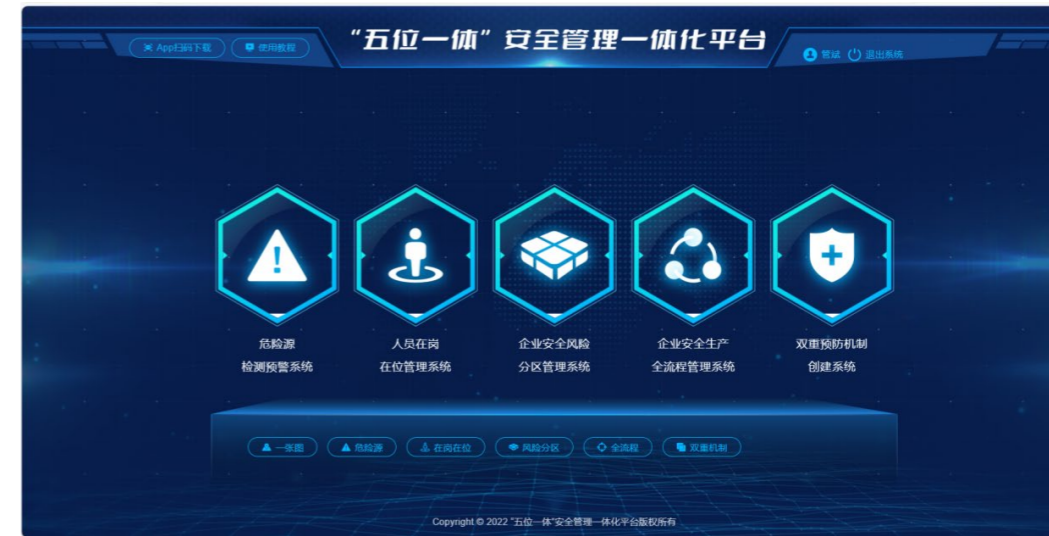 App扫码下载
使用教程
“五位一体”安全管理一体化平台
管斌 退出系统
危险源
检测预警系统
人员在岗
在位管理系统
企业安全风险
分区管理系统
企业安全生产
全流程管理系统
双重预防机制
创建系统
一张图
危险源
在岗在位
风险分区
全流程
双重机制
Copyright © 2022 “五位一体”安全管理一体化平台版权所有